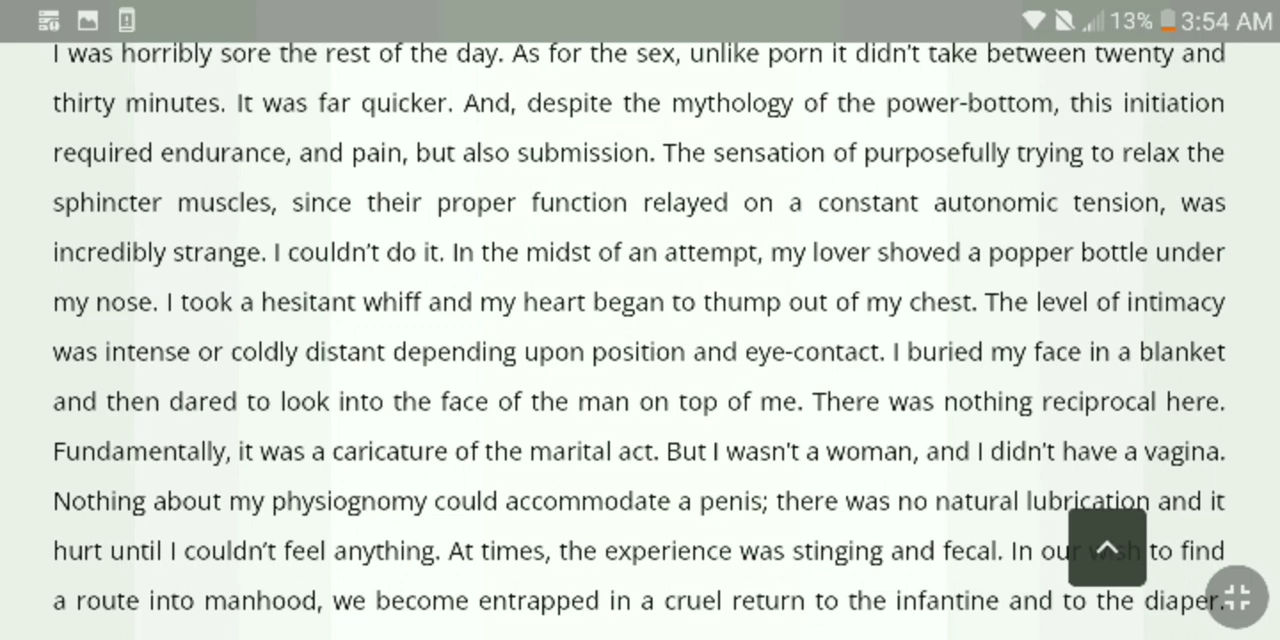 13% 3:54 AM
I was horribly sore the rest of the day. As for the sex, unlike porn it didn’t take between twenty and
thirty minutes. It was far quicker. And, despite the mythology of the power-bottom, this initiation
required endurance, and pain, but also submission. The sensation of purposefully trying to relax the
sphincter muscles, since their proper function relayed on a constant autonomic tension, was
incredibly strange. I couldn’t do it. In the midst of an attempt, my lover shoved a popper bottle under
my nose. I took a hesitant whiff and my heart began to thump out of my chest. The level of intimacy
was intense or coldly distant depending upon position and eye-contact. I buried my face in a blanket
and then dared to look into the face of the man on top of me. There was nothing reciprocal here.
Fundamentally, it was a caricature of the marital act. But I wasn't a woman, and I didn't have a vagina.
Nothing about my physiognomy could accommodate a penis; there was no natural lubrication and it
hurt until I couldn’t feel anything. At times, the experience was stinging and fecal. In our wish to find
a route into manhood, we become entrapped in a cruel return to the infantine and to the diaper.